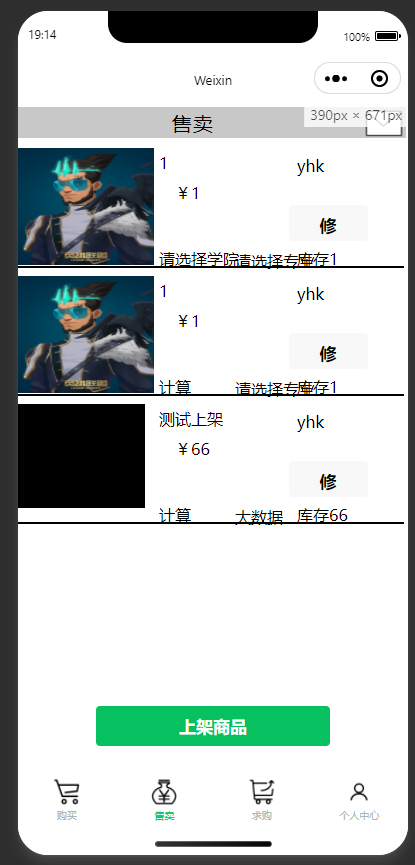 19:14
100%
Weixin
售卖
390px × 671px
1
yhk
￥1
修
请选择学院
请选择专业
库存1
1
yhk
￥1
修
计算
请选择专业
库存1
测试上架
yhk
￥66
修
计算
大数据
库存66
上架商品
购买
售卖
求购
个人中心